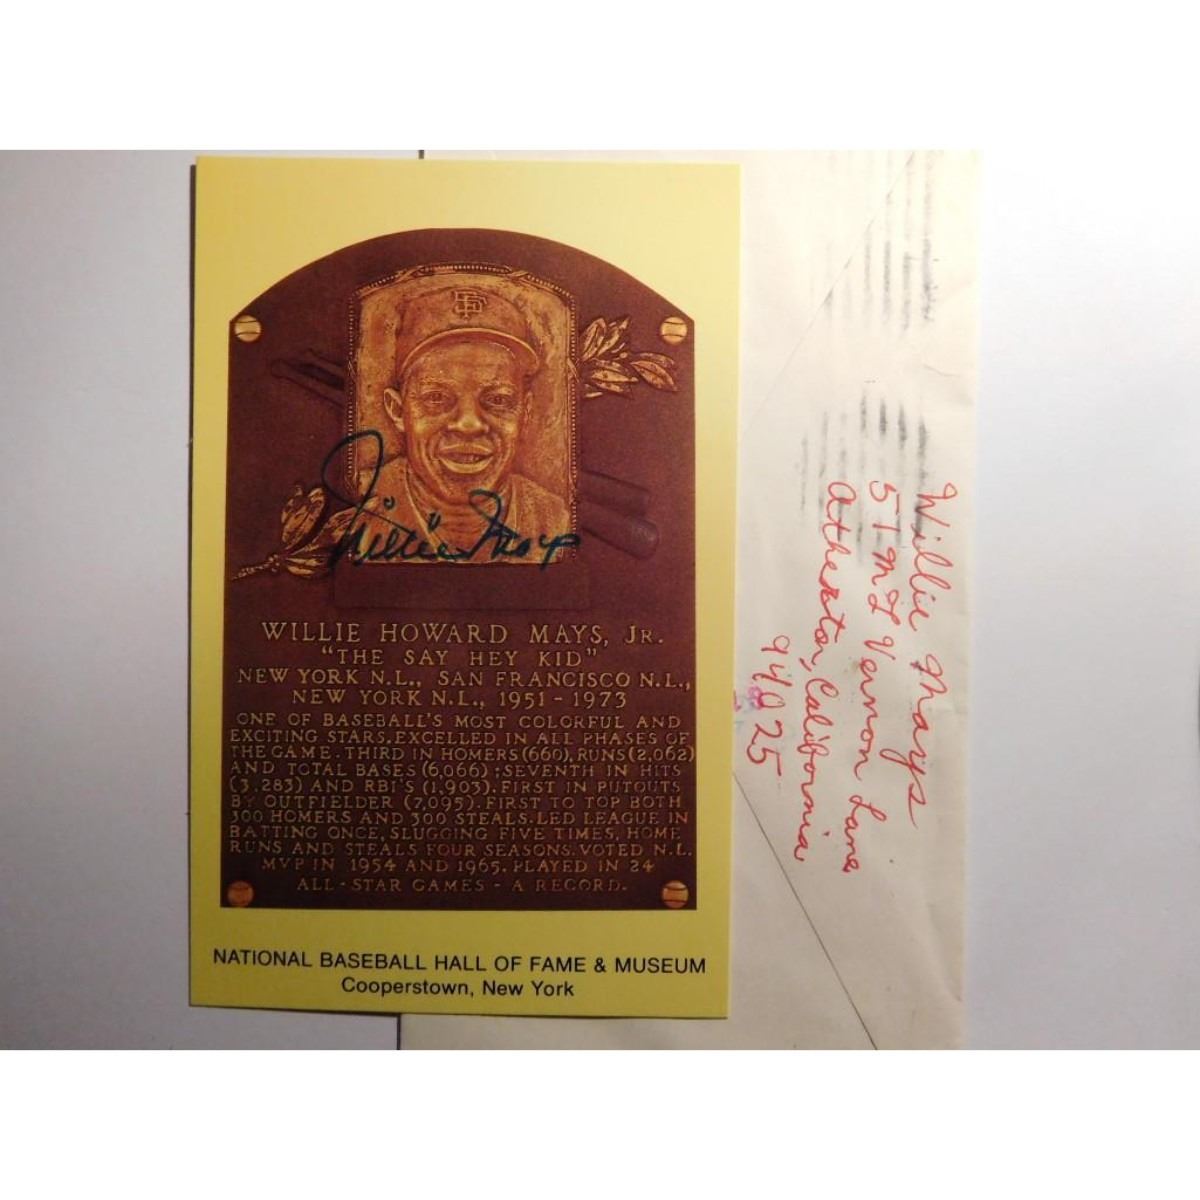 SF
Willie Mays
WILLIE HOWARD MAYS, JR.
"THE SAY HEY KID"
NEW YORK N.L., SAN FRANCISCO N.L.,
NEW YORK N.L., 1951 - 1973
ONE OF BASEBALL'S MOST COLORFUL AND
EXCITING STARS. EXCELLED IN ALL PHASES OF
THE GAME. THIRD IN HOMERS (660), RUNS (2,062)
AND TOTAL BASES (6,066); SEVENTH IN HITS
(3,283) AND RBI'S (1,903). FIRST IN PUTOUTS
BY OUTFIELDER (7,095). FIRST TO TOP BOTH
300 HOMERS AND 300 STEALS. LED LEAGUE IN
BATTING ONCE, SLUGGING FIVE TIMES, HOME
RUNS AND STEALS FOUR SEASONS. VOTED N.L.
MVP IN 1954 AND 1965. PLAYED IN 24
ALL-STAR GAMES - A RECORD.
NATIONAL BASEBALL HALL OF FAME & MUSEUM
Cooperstown, New York
Willie Mays
51 Mt Vernon Lane
Atherton, California
94025